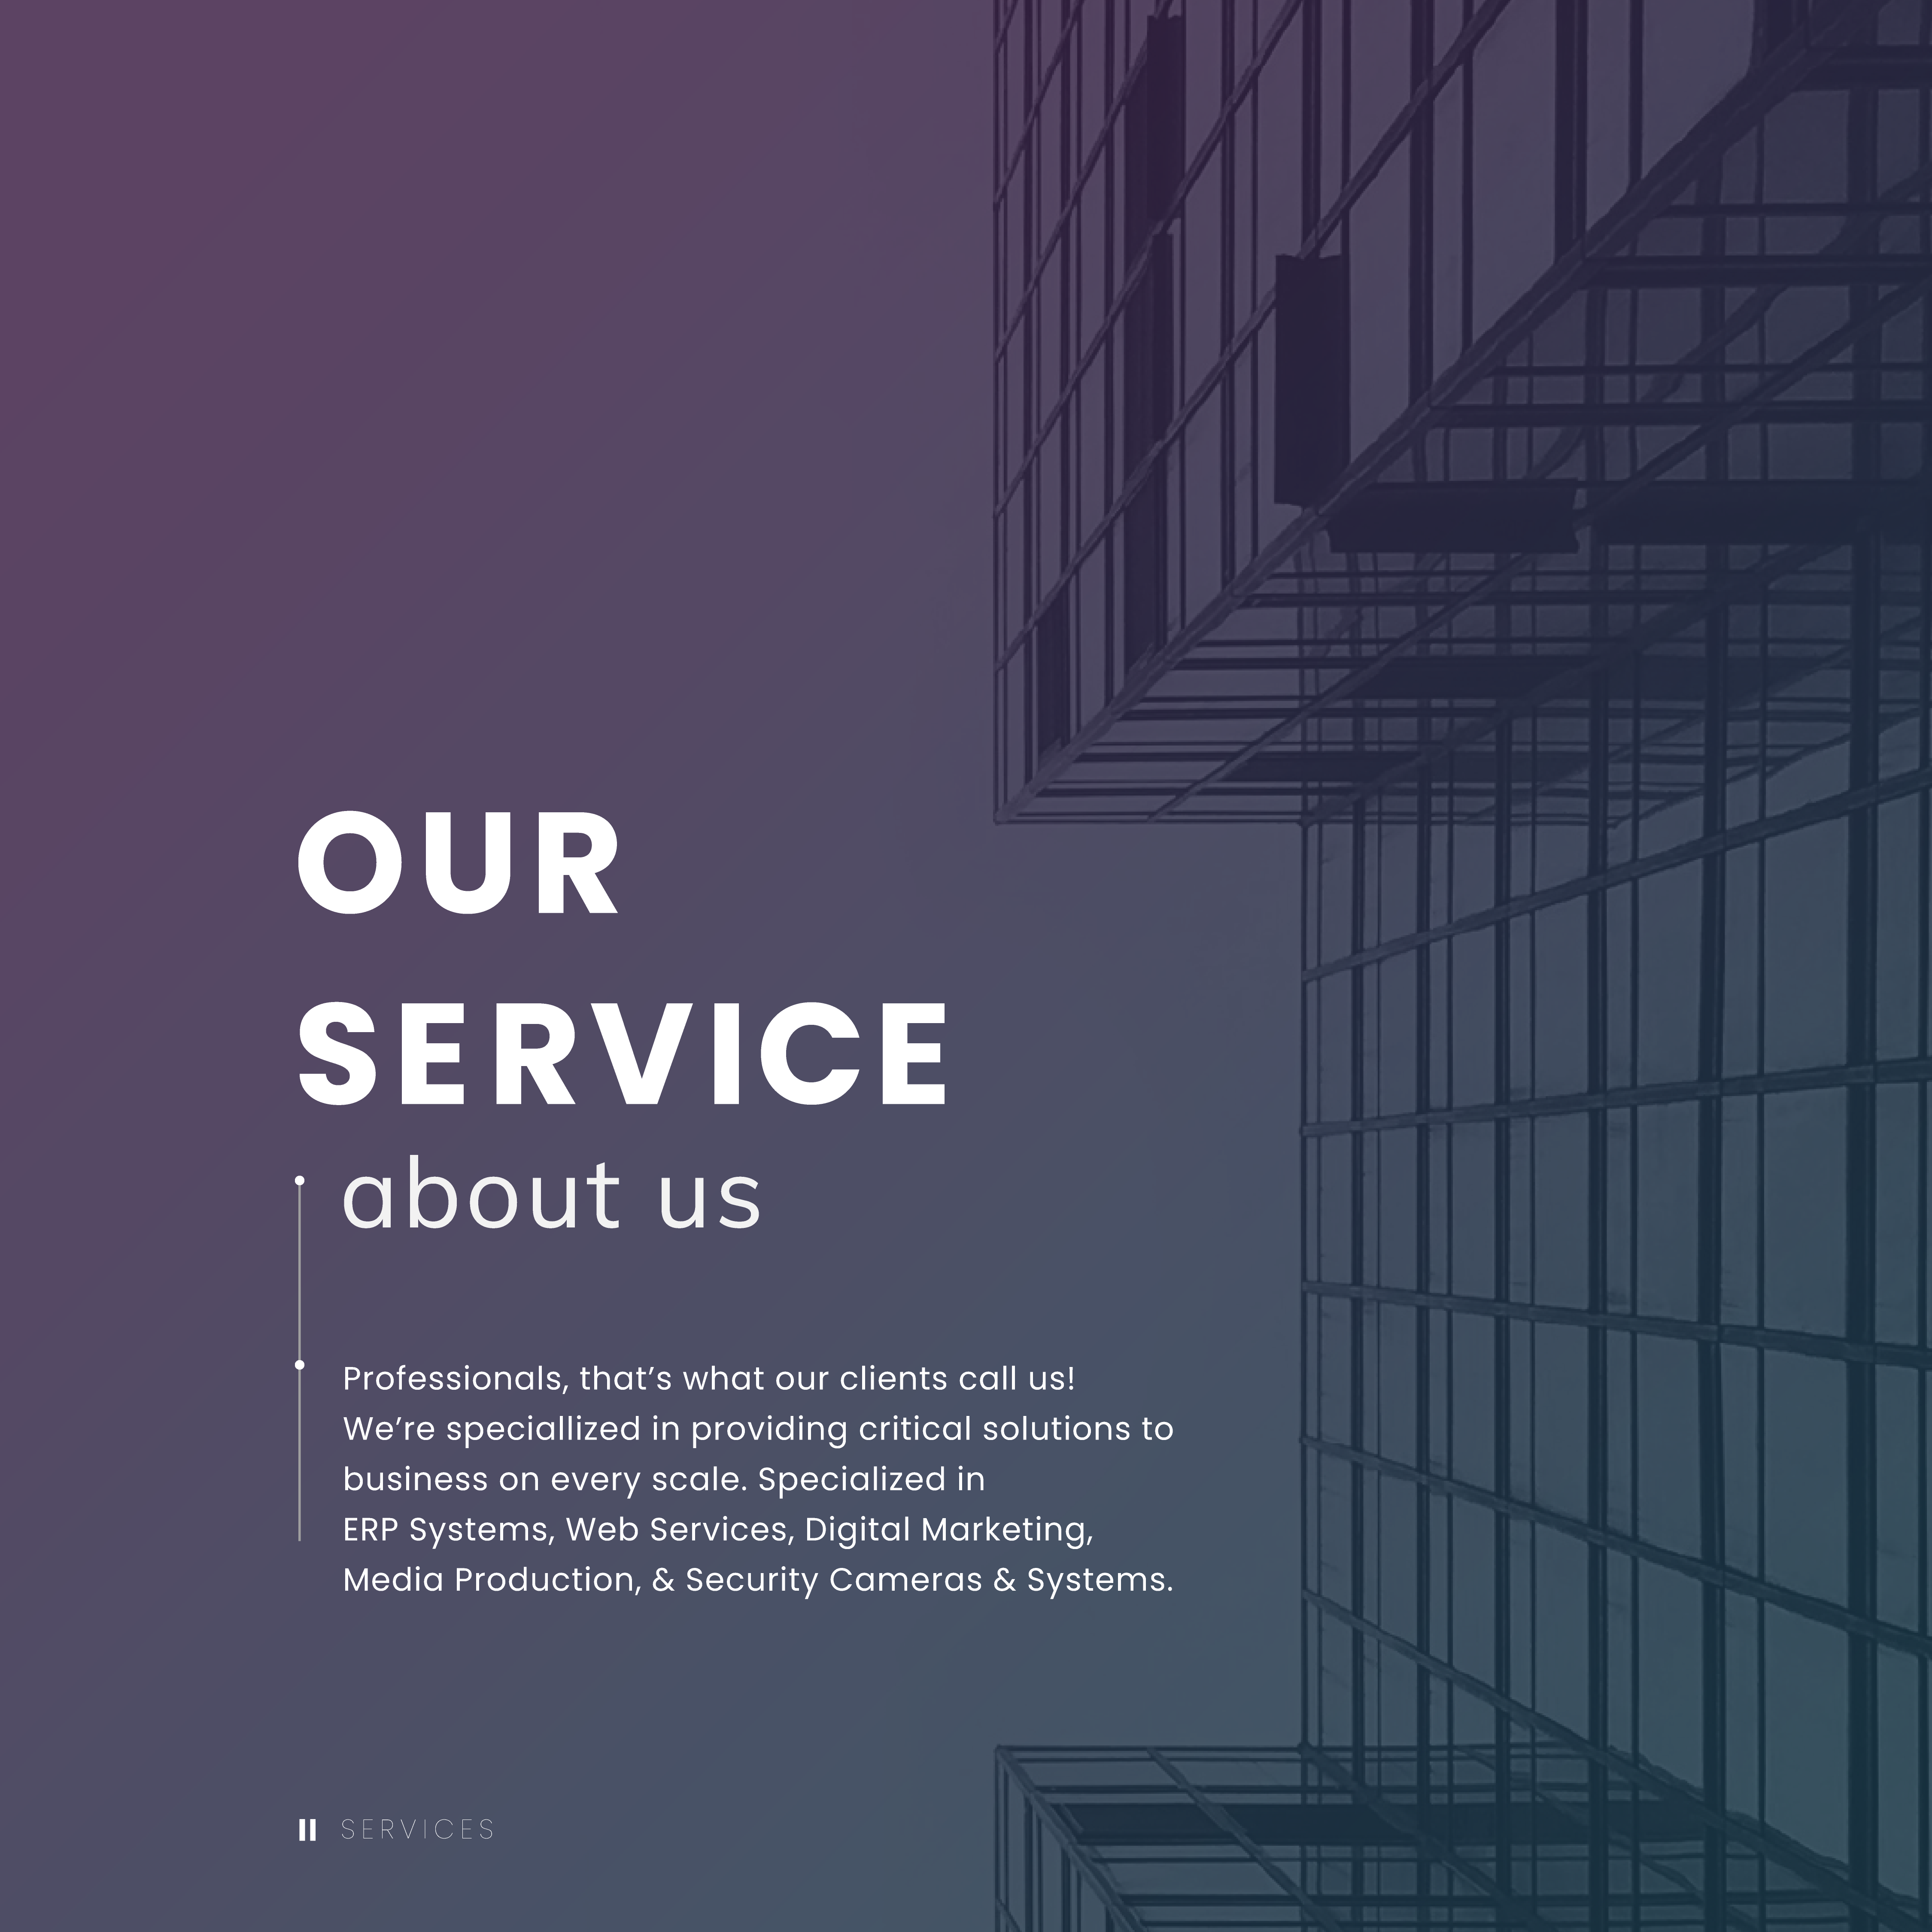 OUR
SERVICE
about us
Professionals, that’s what our clients call us!
We’re speciallized in providing critical solutions to
business on every scale. Specialized in
ERP Systems, Web Services, Digital Marketing,
Media Production, & Security Cameras & Systems.
SERVICES